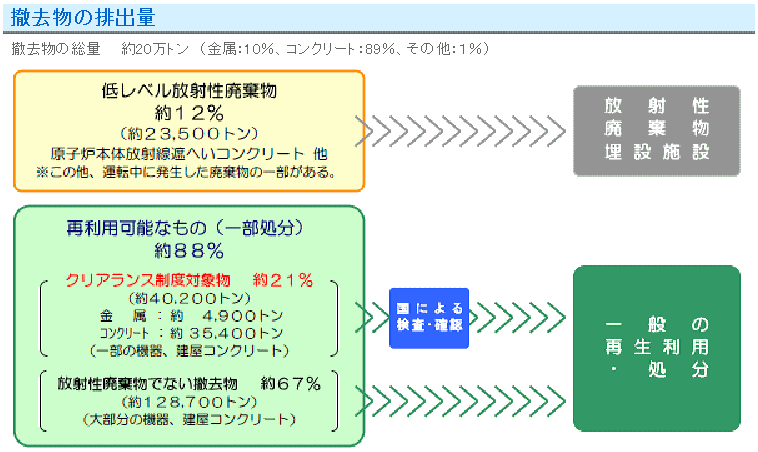 撤去物の排出量
撤去物の総量　約20万トン（金属:10%、コンクリート:89%、その他:1%）
低レベル放射性廃棄物
約12%
（約23,500トン）
原子炉本体放射線遮へいコンクリート 他
※この他、運転中に発生した廃棄物の一部がある。
放射性
廃棄物
埋設施設
再利用可能なもの（一部処分）
約88%
クリアランス制度対象物　約21%
（約40,200トン）
金　属　：約　4,900トン
コンクリート　：約 35,400トン
（一部の機器、建屋コンクリート）
国による
検査・確認
放射性廃棄物でない撤去物　約67%
（約128,700トン）
（大部分の機器、建屋コンクリート）
一般の
再生利用
・処分